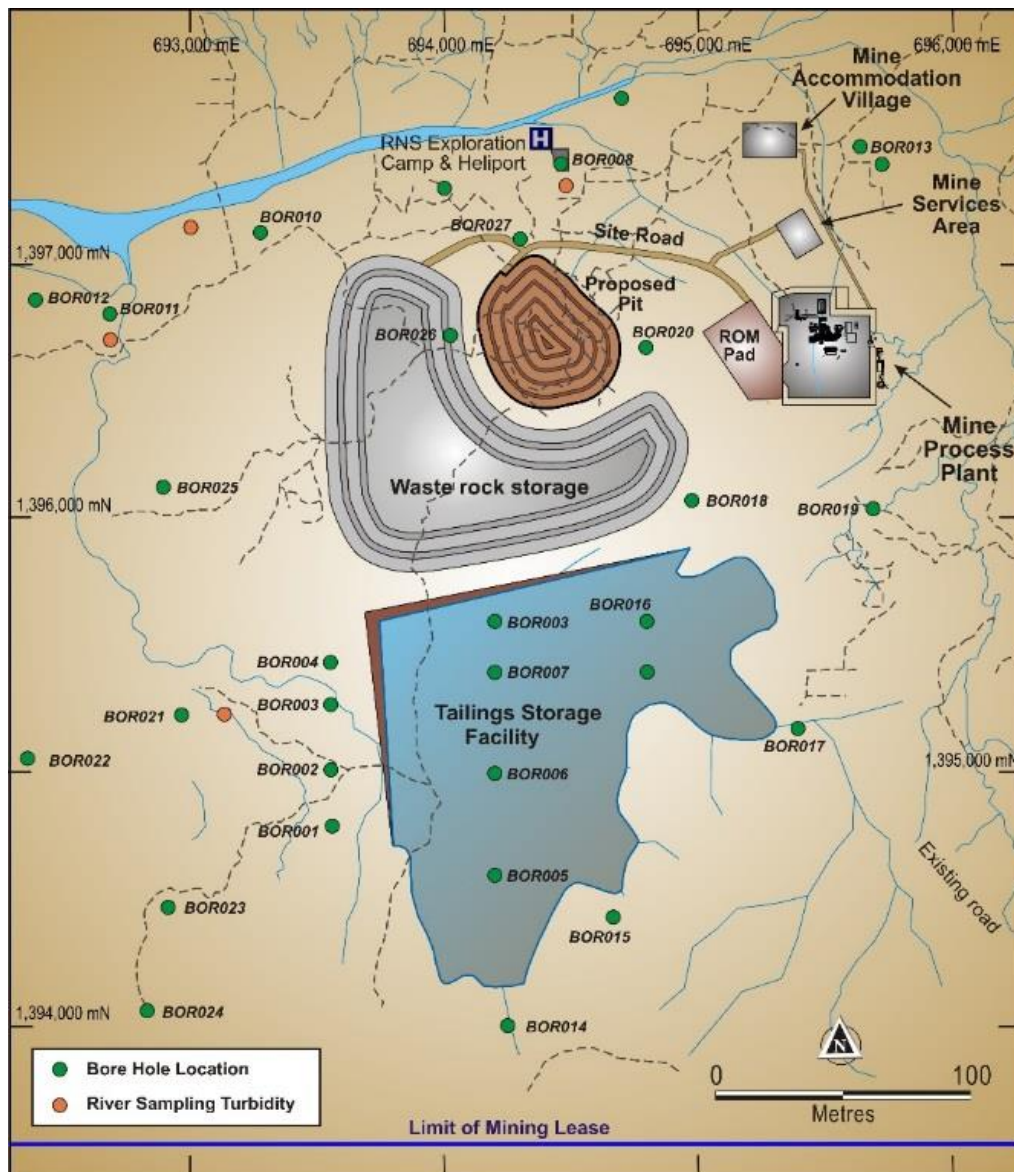 693,000 mE
694,000 mE
695,000 mE
696,000 mE
Mine
Accommodation
Village
H
RNS Exploration
Camp & Heliport
BOR008
BOR013
Mine
Services
Area
BOR010
BOR027
Site Road
1,397,000 mN
Proposed
Pit
BOR012
BOR011
BOR026
BOR020
ROM
Pad
Mine
Process
Plant
Waste rock storage
BOR025
1,396,000 mN
BOR018
BOR019
BOR003
BOR016
BOR004
BOR007
BOR003
BOR021
Tailings Storage
Facility
BOR017
BOR022
BOR002
BOR006
1,395,000 mN
BOR001
BOR005
Existing road
BOR023
BOR015
BOR024
1,394,000 mN
BOR014
N
Bore Hole Location
River Sampling Turbidity
0 100
Metres
Limit of Mining Lease